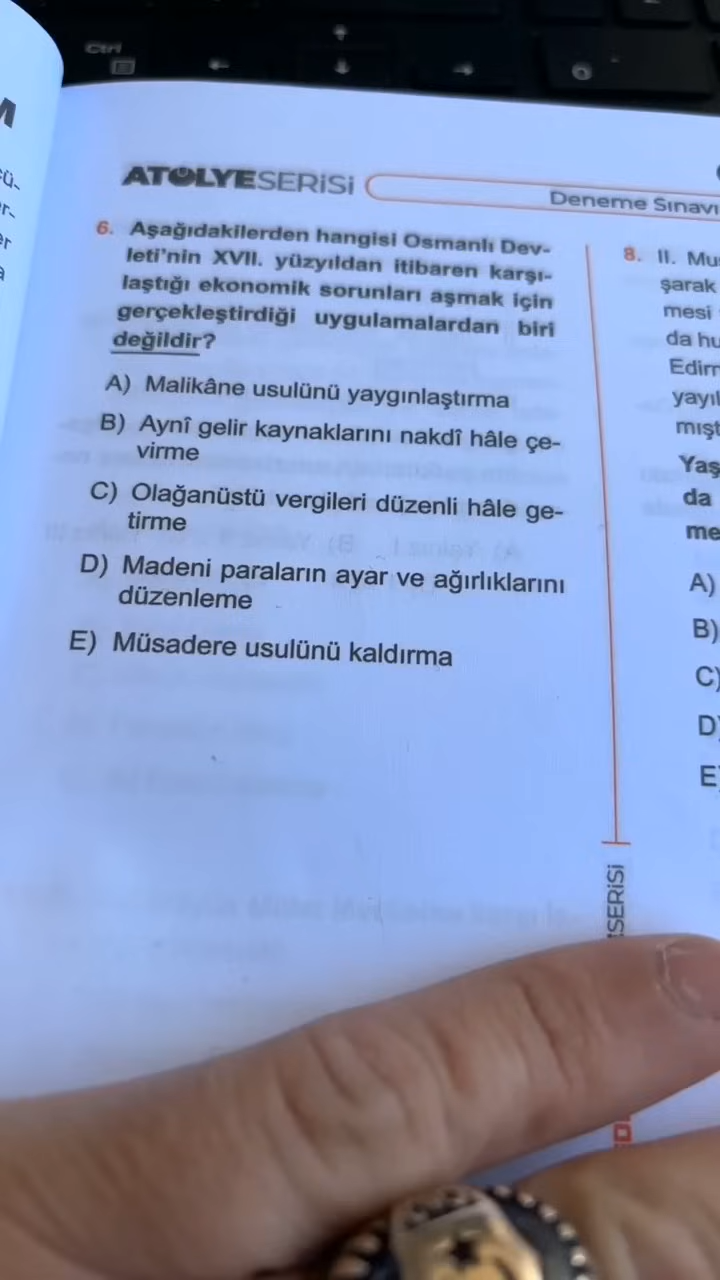 Ctrl
ü-
r-
er
ATÖLYESERİSİ
Deneme Sınavı
6. Aşağıdakilerden hangisi Osmanlı Dev-
leti'nin XVII. yüzyıldan itibaren karşı-
laştığı ekonomik sorunları aşmak için
gerçekleştirdiği uygulamalardan biri
değildir?
A) Malikâne usulünü yaygınlaştırma
B) Aynî gelir kaynaklarını nakdî hâle çe-
virme
C) Olağanüstü vergileri düzenli hâle ge-
tirme
D) Madeni paraların ayar ve ağırlıklarını
düzenleme
E) Müsadere usulünü kaldırma
8. II. Mu
şarak
mesi
da hu
Edirn
yayıl
mışt
Yaş
da
me
A)
B)
C)
D)
E)
SERİSİ